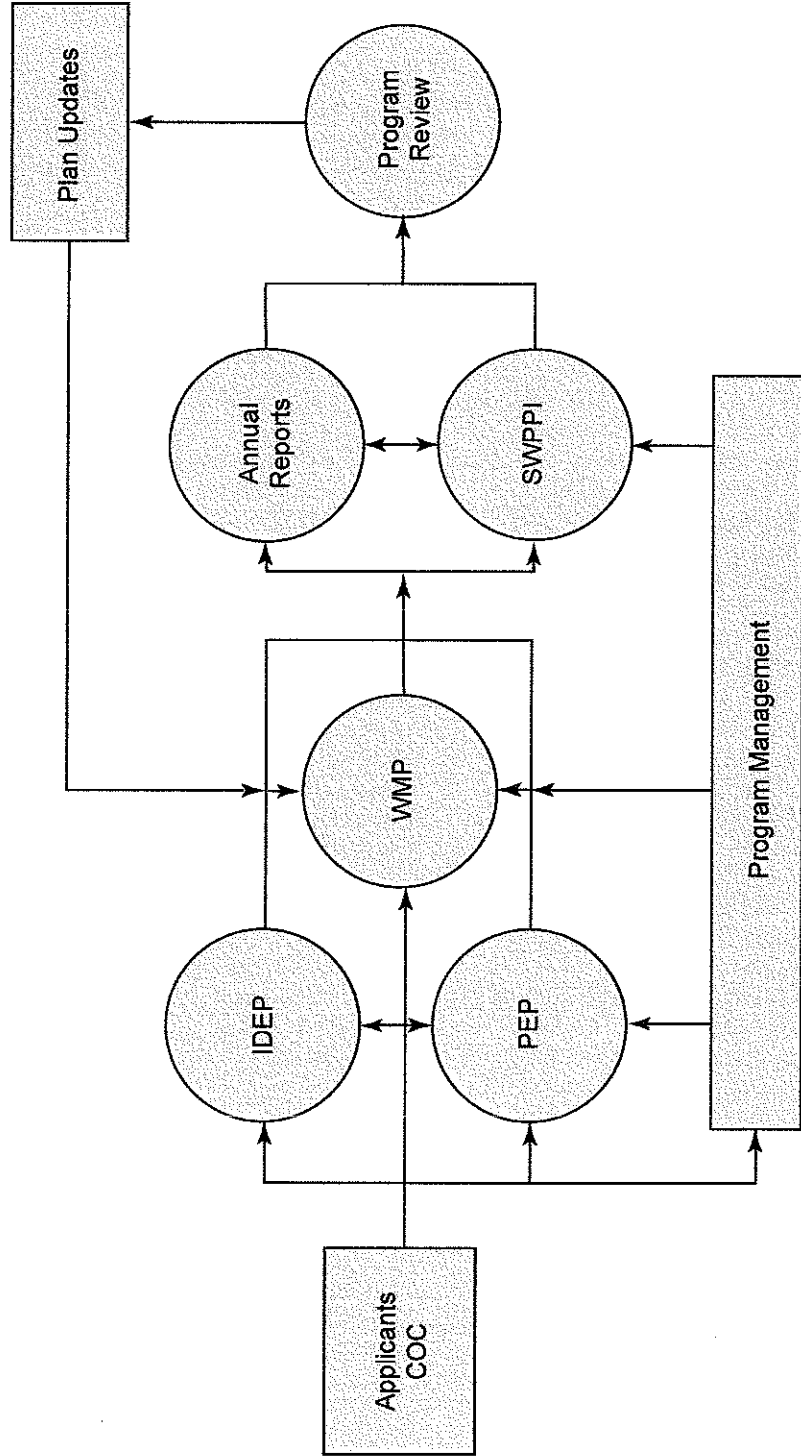 Applicants
COC
IDEP
PEP
WMP
Annual
Reports
SWPPI
Program
Review
Plan Updates
Program Management